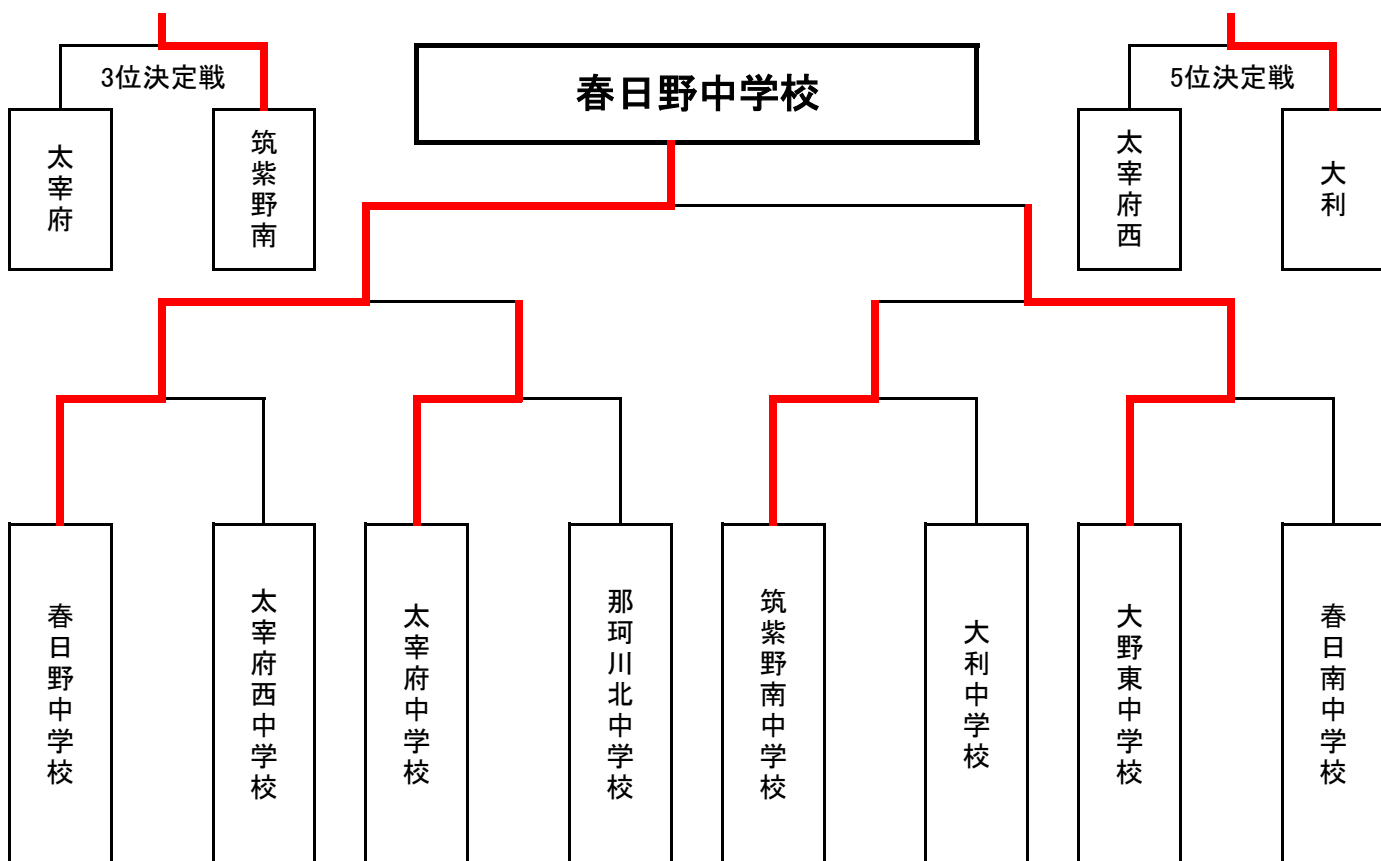 3位決定戦
春日野中学校
5位決定戦
太宰府
筑紫野南
太宰府西
大利
春日野中学校
太宰府西中学校
太宰府中学校
那珂川北中学校
筑紫野南中学校
大利中学校
大野東中学校
春日南中学校